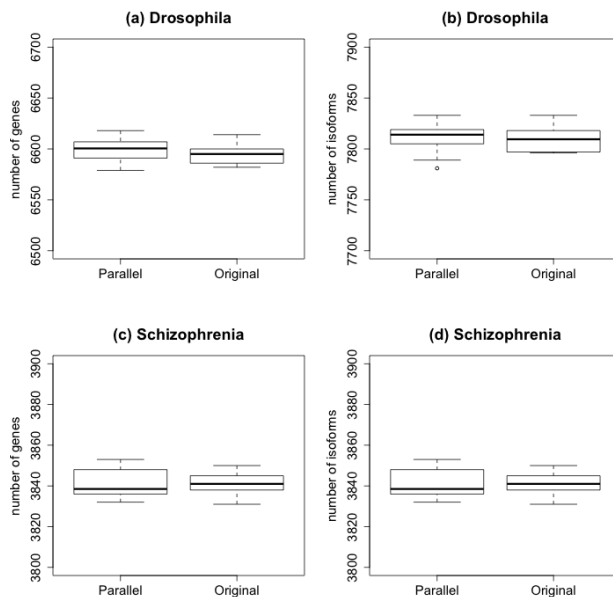 (a) Drosophila
number of genes
6500 6550 6600 6650 6700
Parallel Original
(b) Drosophila
number of isoforms
7700 7750 7800 7850 7900
Parallel Original
(c) Schizophrenia
number of genes
3800 3820 3840 3860 3880 3900
Parallel Original
(d) Schizophrenia
number of isoforms
3800 3820 3840 3860 3880 3900
Parallel Original